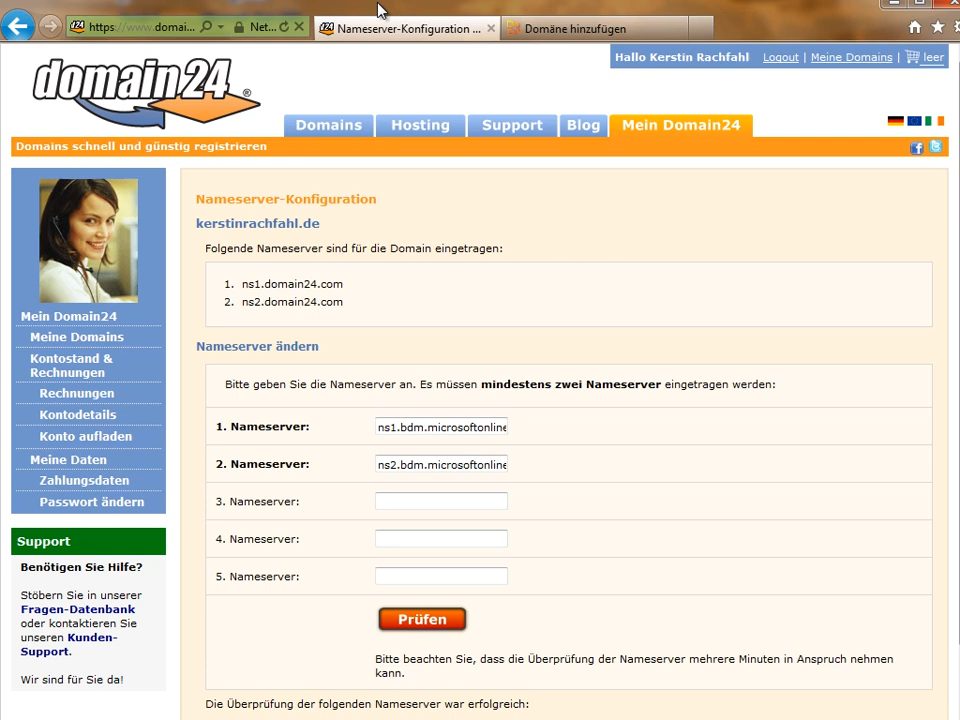 https://www.domai... Net...
Nameserver-Konfiguration ...
Domäne hinzufügen
Hallo Kerstin Rachfahl Logout | Meine Domains | leer
domain24 ®
Domains
Hosting
Support
Blog
Mein Domain24
Domains schnell und günstig registrieren
Mein Domain24
Meine Domains
Kontostand &
Rechnungen
Rechnungen
Kontodetails
Konto aufladen
Meine Daten
Zahlungsdaten
Passwort ändern
Support
Benötigen Sie Hilfe?
Stöbern Sie in unserer
Fragen-Datenbank
oder kontaktieren Sie
unseren Kunden-
Support.
Wir sind für Sie da!
Nameserver-Konfiguration
kerstinrachfahl.de
Folgende Nameserver sind für die Domain eingetragen:
1. ns1.domain24.com
2. ns2.domain24.com
Nameserver ändern
Bitte geben Sie die Nameserver an. Es müssen mindestens zwei Nameserver eingetragen werden:
1. Nameserver: ns1.bdm.microsoftonline
2. Nameserver: ns2.bdm.microsoftonline
3. Nameserver:
4. Nameserver:
5. Nameserver:
Prüfen
Bitte beachten Sie, dass die Überprüfung der Nameserver mehrere Minuten in Anspruch nehmen
kann.
Die Überprüfung der folgenden Nameserver war erfolgreich: